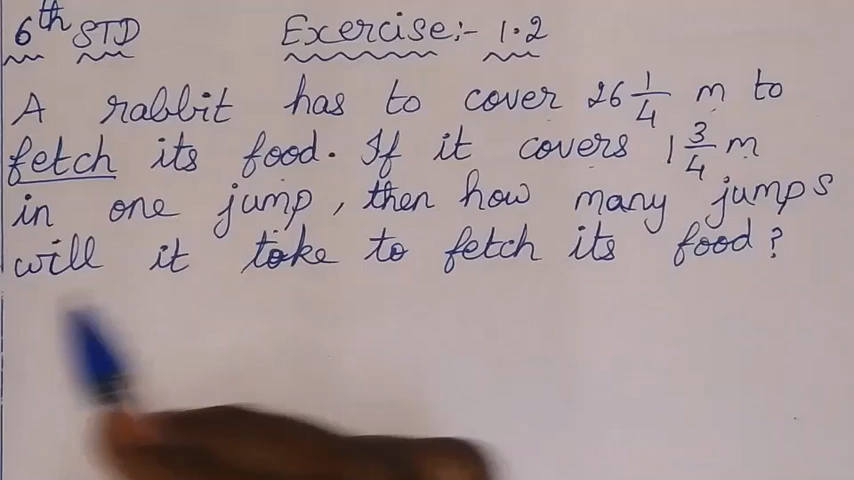 6th STD Exercise:- 1.2
A rabbit has to cover 26 1/4 m to
fetch its food. If it covers 1 3/4 m
in one jump, then how many jumps
will it take to fetch its food?